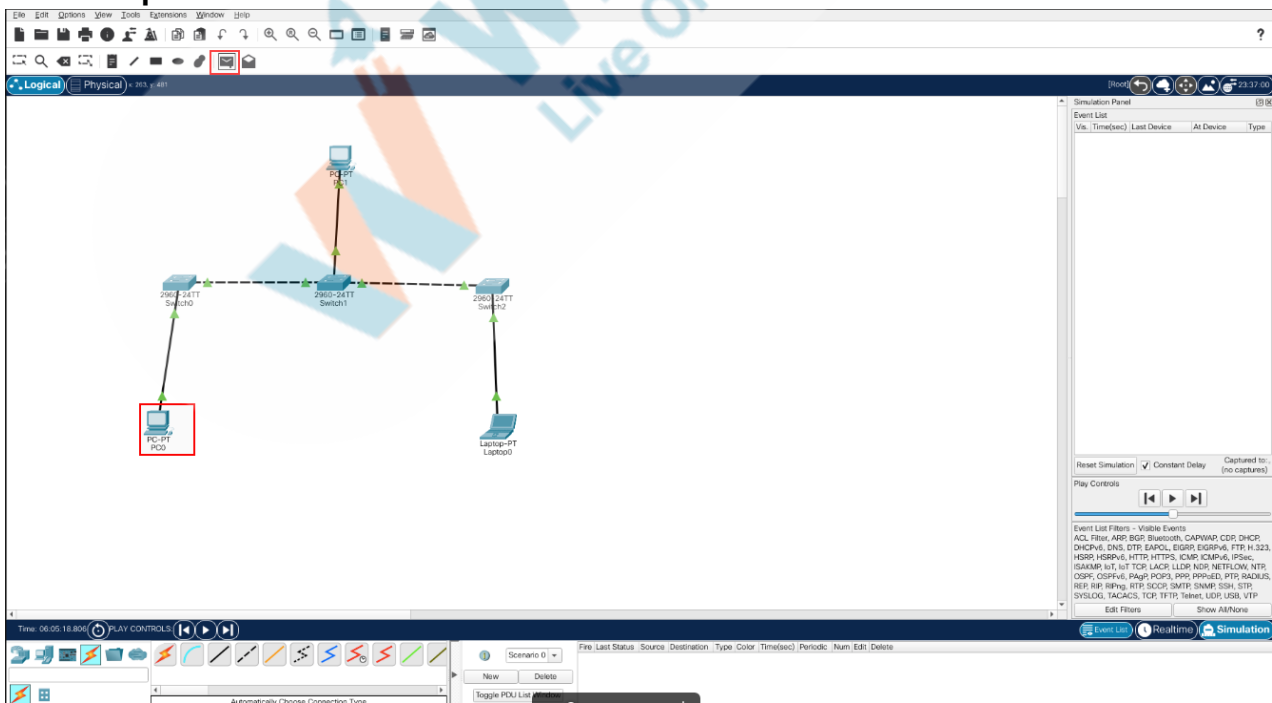 File Edit Options View Tools Extensions Window Help
?
Logical Physical x: 263, y: 481 [Root] 23:37:00
Live
Simulation Panel
Event List
Vis. Time(sec) Last Device At Device Type
PC-PT
PC1
2960-24TT
Switch0
2960-24TT
Switch1
2960-24TT
Switch2
PC-PT
PC0
Laptop-PT
Laptop0
Reset Simulation Constant Delay Captured to:
(no captures)
Play Controls
Event List Filters - Visible Events
ACL Filter, ARP, BGP, Bluetooth, CAPWAP, CDP, DHCP,
DHCPv6, DNS, DTP, EAPOL, EIGRP, EIGRPv6, FTP, H.323,
HSRP, HSRPv6, HTTP, HTTPS, ICMP, ICMPv6, IPSec,
ISAKMP, IoT, IoT TCP, LACP, LLDP, NDP, NETFLOW, NTP,
OSPF, OSPFv6, PAgP, POP3, PPP, PPPoED, PTP, RADIUS,
REP, RIP, RIPng, RTP, SCCP, SMTP, SNMP, SSH, STP,
SYSLOG, TACACS, TCP, TFTP, Telnet, UDP, USB, VTP
Edit Filters Show All/None
Time: 06:05:18.806 PLAY CONTROLS: Event List Realtime Simulation
Scenario 0
New Delete
Toggle PDU List Window
Fire Last Status Source Destination Type Color Time(sec) Periodic Num Edit Delete
Automatically Choose Connection Type